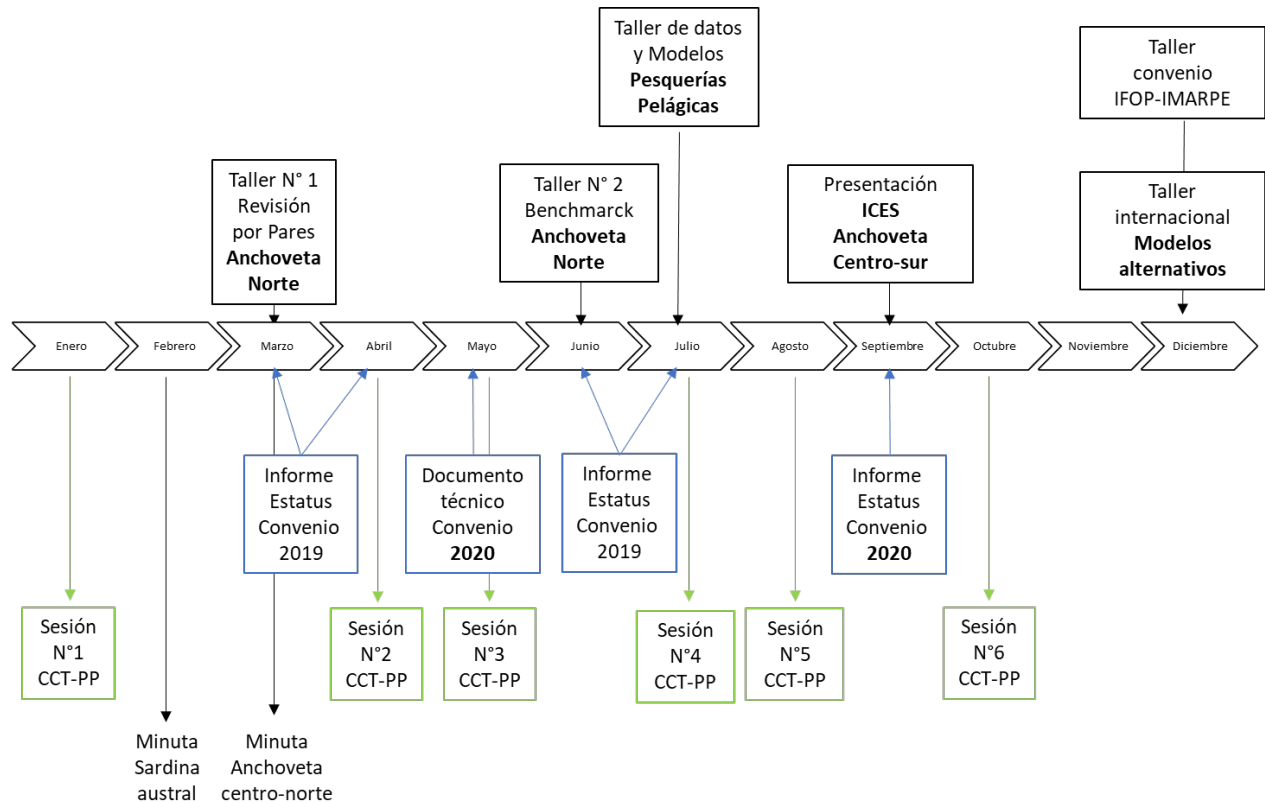 Taller de datos
y Modelos
Pesquerías
Pelágicas
Taller
convenio
IFOP-IMARPE
Taller N° 1
Revisión
por Pares
Anchoveta
Norte
Taller N° 2
Benchmarck
Anchoveta
Norte
Presentación
ICES
Anchoveta
Centro-sur
Taller
internacional
Modelos
alternativos
Enero
Febrero
Marzo
Abril
Mayo
Junio
Julio
Agosto
Septiembre
Octubre
Noviembre
Diciembre
Informe
Estatus
Convenio
2019
Documento
técnico
Convenio
2020
Informe
Estatus
Convenio
2019
Informe
Estatus
Convenio
2020
Sesión
N°1
CCT-PP
Sesión
N°2
CCT-PP
Sesión
N°3
CCT-PP
Sesión
N°4
CCT-PP
Sesión
N°5
CCT-PP
Sesión
N°6
CCT-PP
Minuta
Sardina
austral
Minuta
Anchoveta
centro-norte